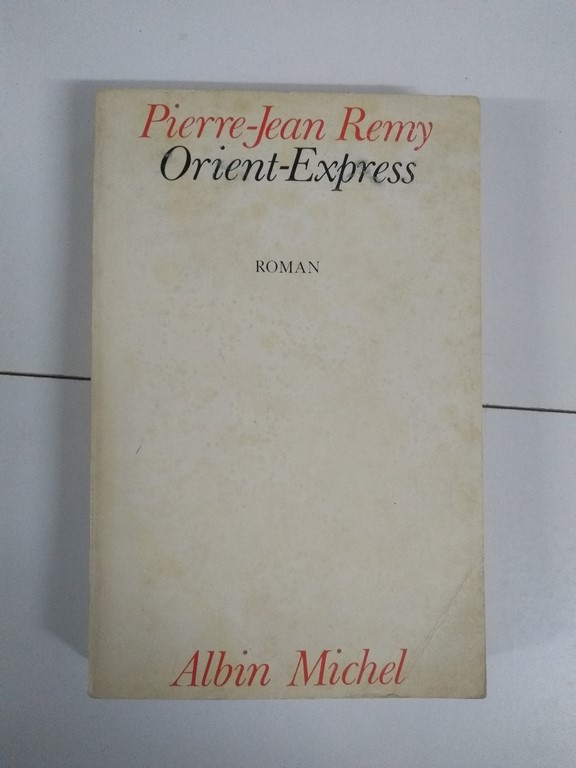 Pierre-Jean Remy
Orient-Express
ROMAN
Albin Michel